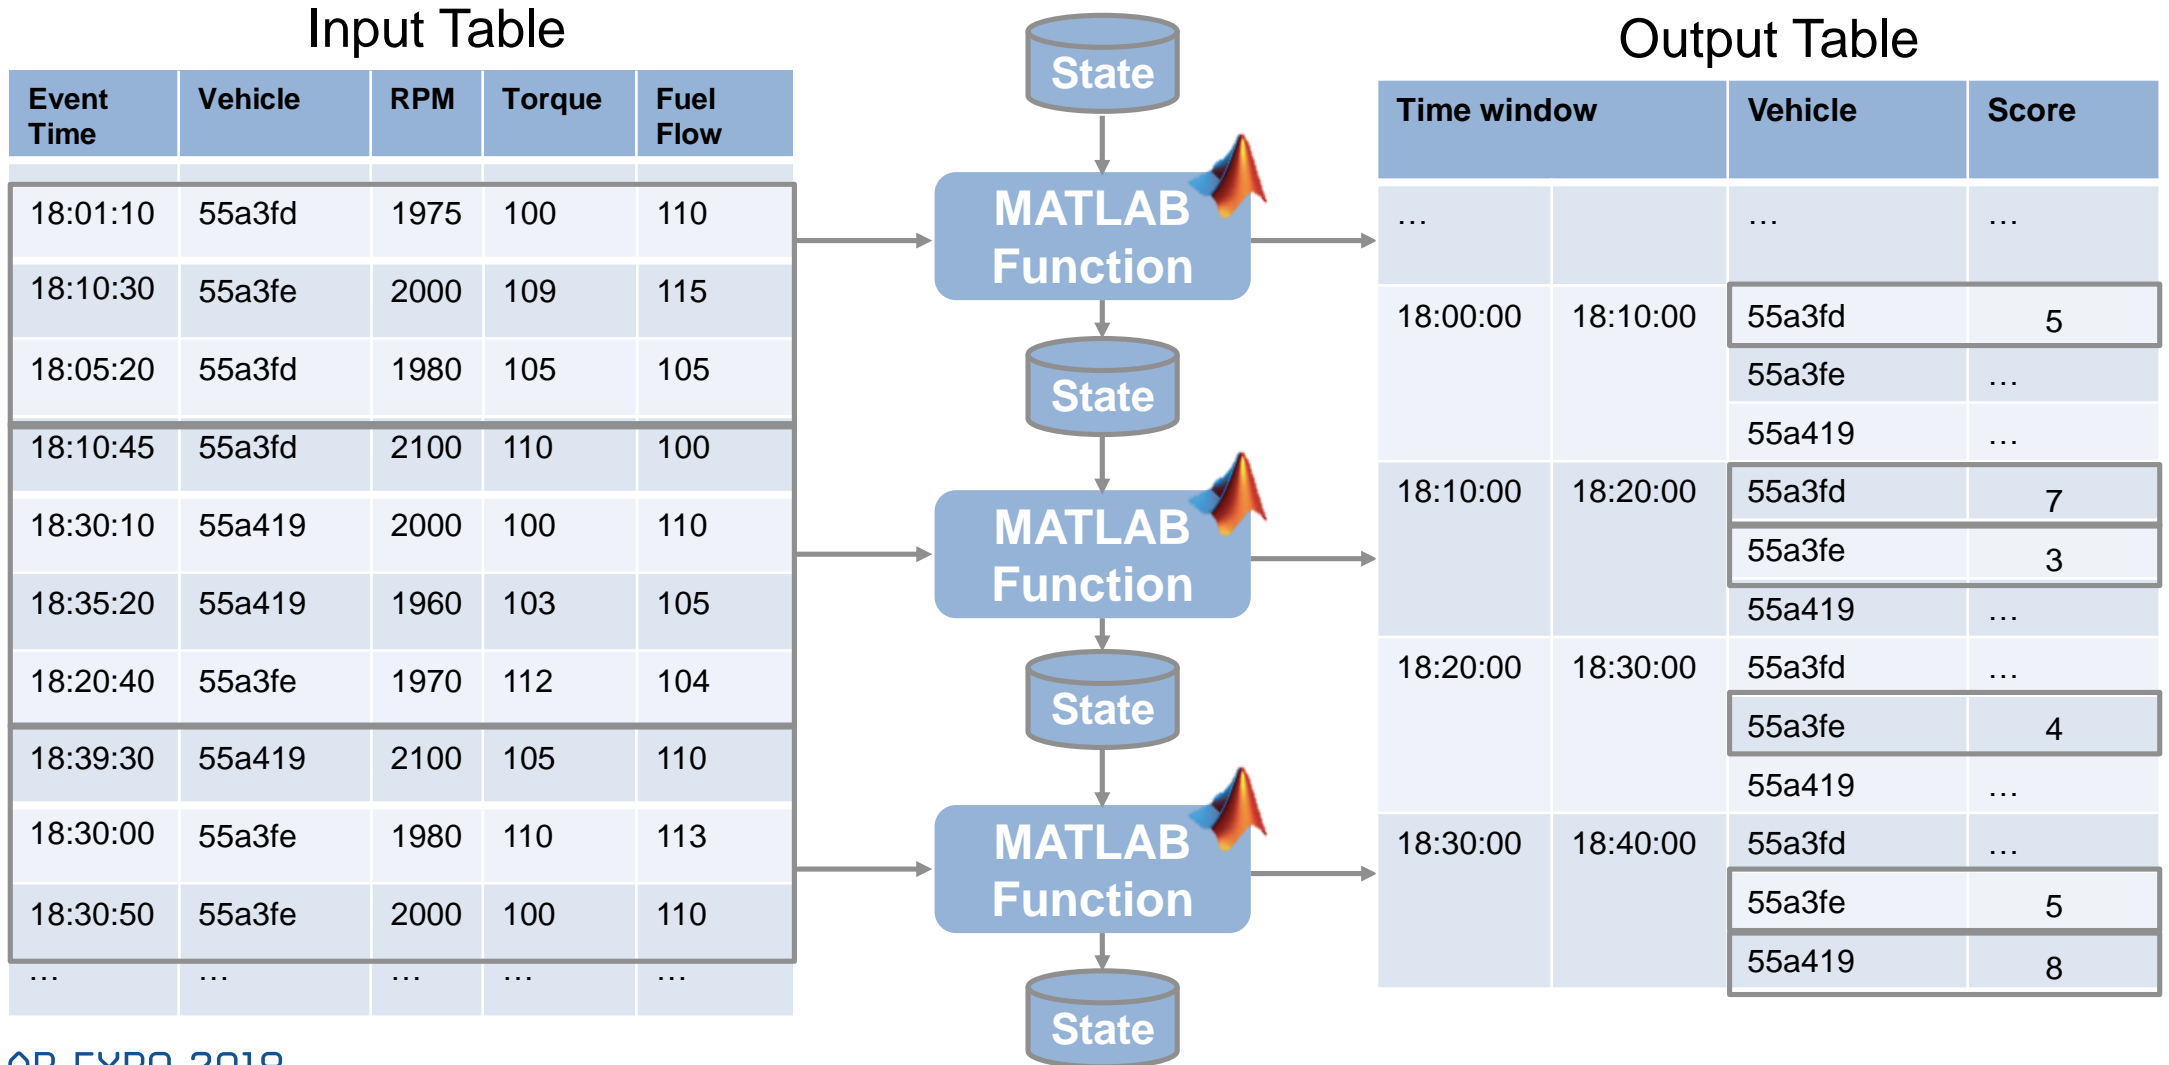 Input Table
Event Time Vehicle RPM Torque Fuel Flow
18:01:10 55a3fd 1975 100 110
18:10:30 55a3fe 2000 109 115
18:05:20 55a3fd 1980 105 105
18:10:45 55a3fd 2100 110 100
18:30:10 55a419 2000 100 110
18:35:20 55a419 1960 103 105
18:20:40 55a3fe 1970 112 104
18:39:30 55a419 2100 105 110
18:30:00 55a3fe 1980 110 113
18:30:50 55a3fe 2000 100 110
… … … … …
State
MATLAB
Function
State
MATLAB
Function
State
MATLAB
Function
State
Output Table
Time window Vehicle Score
… … …
18:00:00 18:10:00 55a3fd 5
55a3fe …
55a419 …
18:10:00 18:20:00 55a3fd 7
55a3fe 3
55a419 …
18:20:00 18:30:00 55a3fd …
55a3fe 4
55a419 …
18:30:00 18:40:00 55a3fd …
55a3fe 5
55a419 8
EXPO 2019